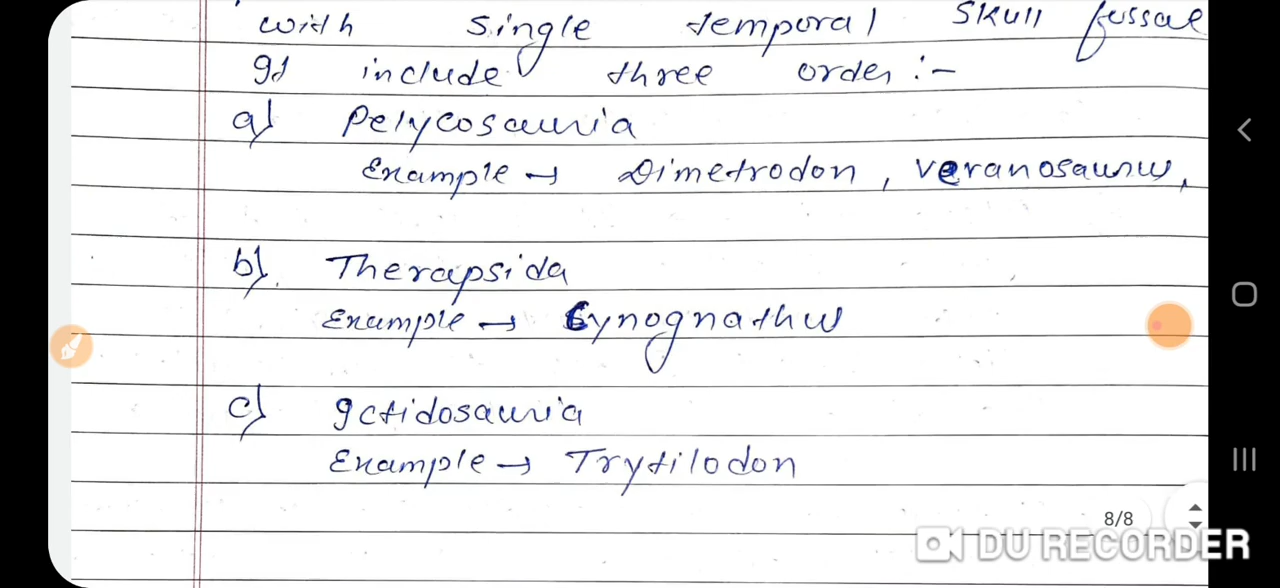 with single temporal skull fossae
It include three order :-
a) Pelycosauria
Example → Dimetrodon , veranosaurus,
b). Therapsida
Example → Cynognathus
c) Ictidosauria
Example → Trytilodon
8/8
DU RECORDER